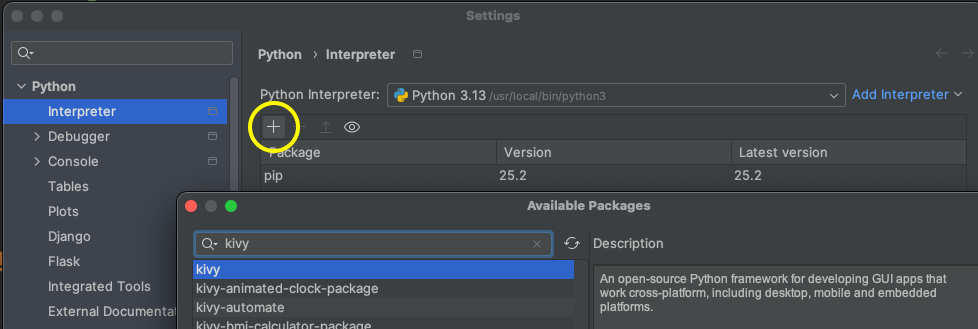 Settings
Python › Interpreter
Python
Python Interpreter: Python 3.13 /usr/local/bin/python3 Add Interpreter
Interpreter
Debugger
Console
Package Version Latest version
pip 25.2 25.2
Tables
Plots
Django
Flask
Integrated Tools
External Documenta
Available Packages
kivy
Description
kivy
kivy-animated-clock-package
kivy-automate
kivy-bmi-calculator-package
An open-source Python framework for developing GUI apps that
work cross-platform, including desktop, mobile and embedded
platforms.